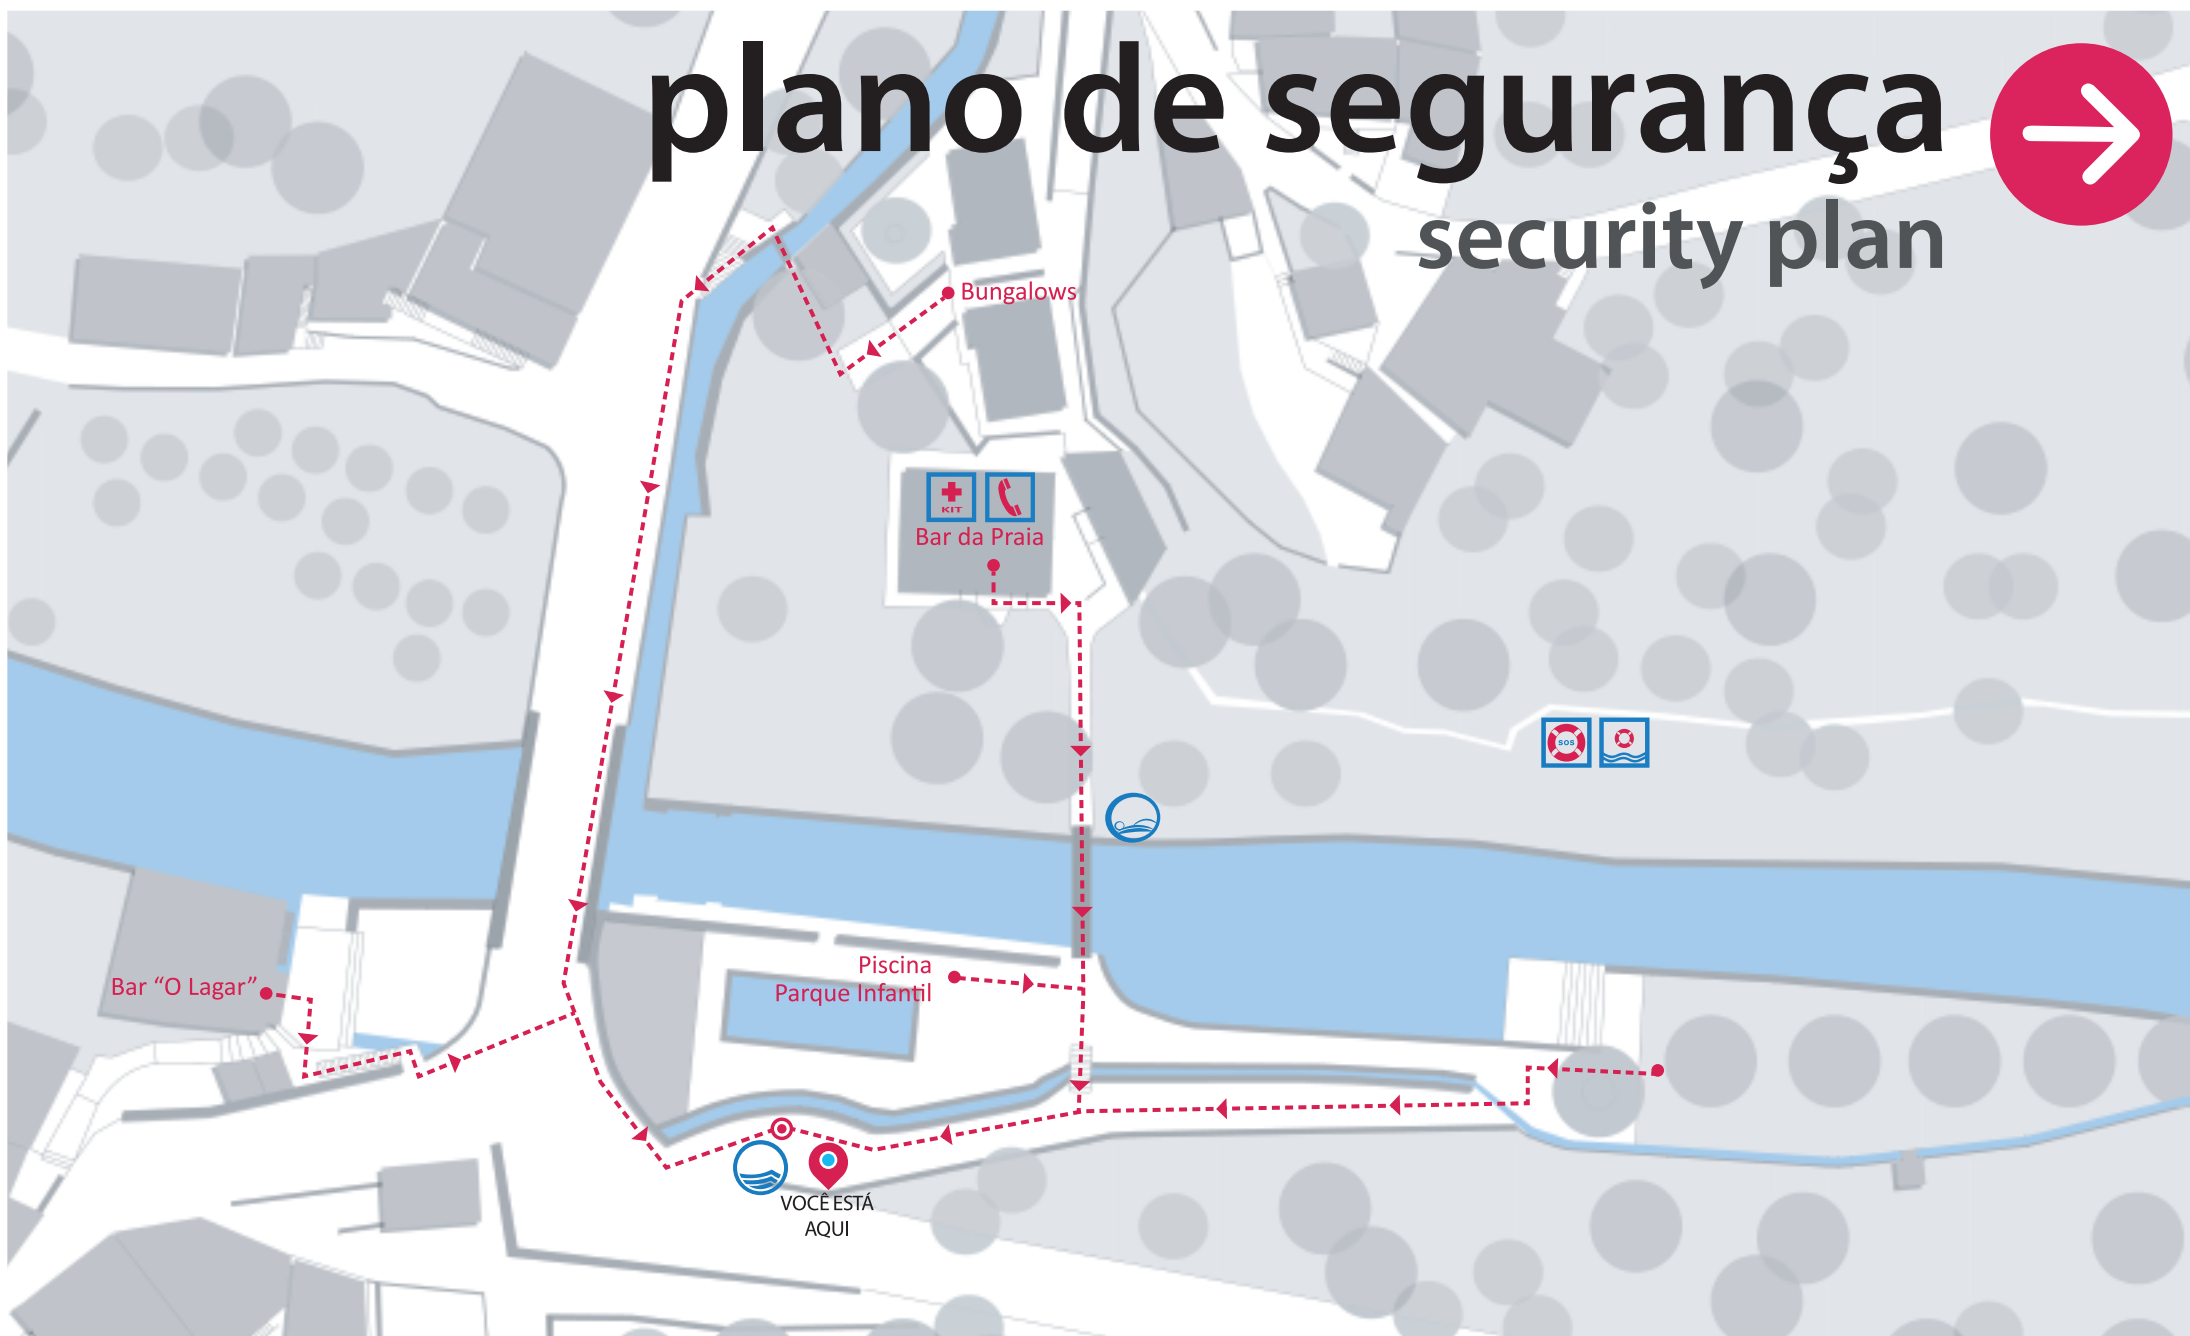 plano de segurança
security plan
Bungalows
KIT
Bar da Praia
sos
Bar “O Lagar”
Piscina
Parque Infantil
VOCÊ ESTÁ
AQUI